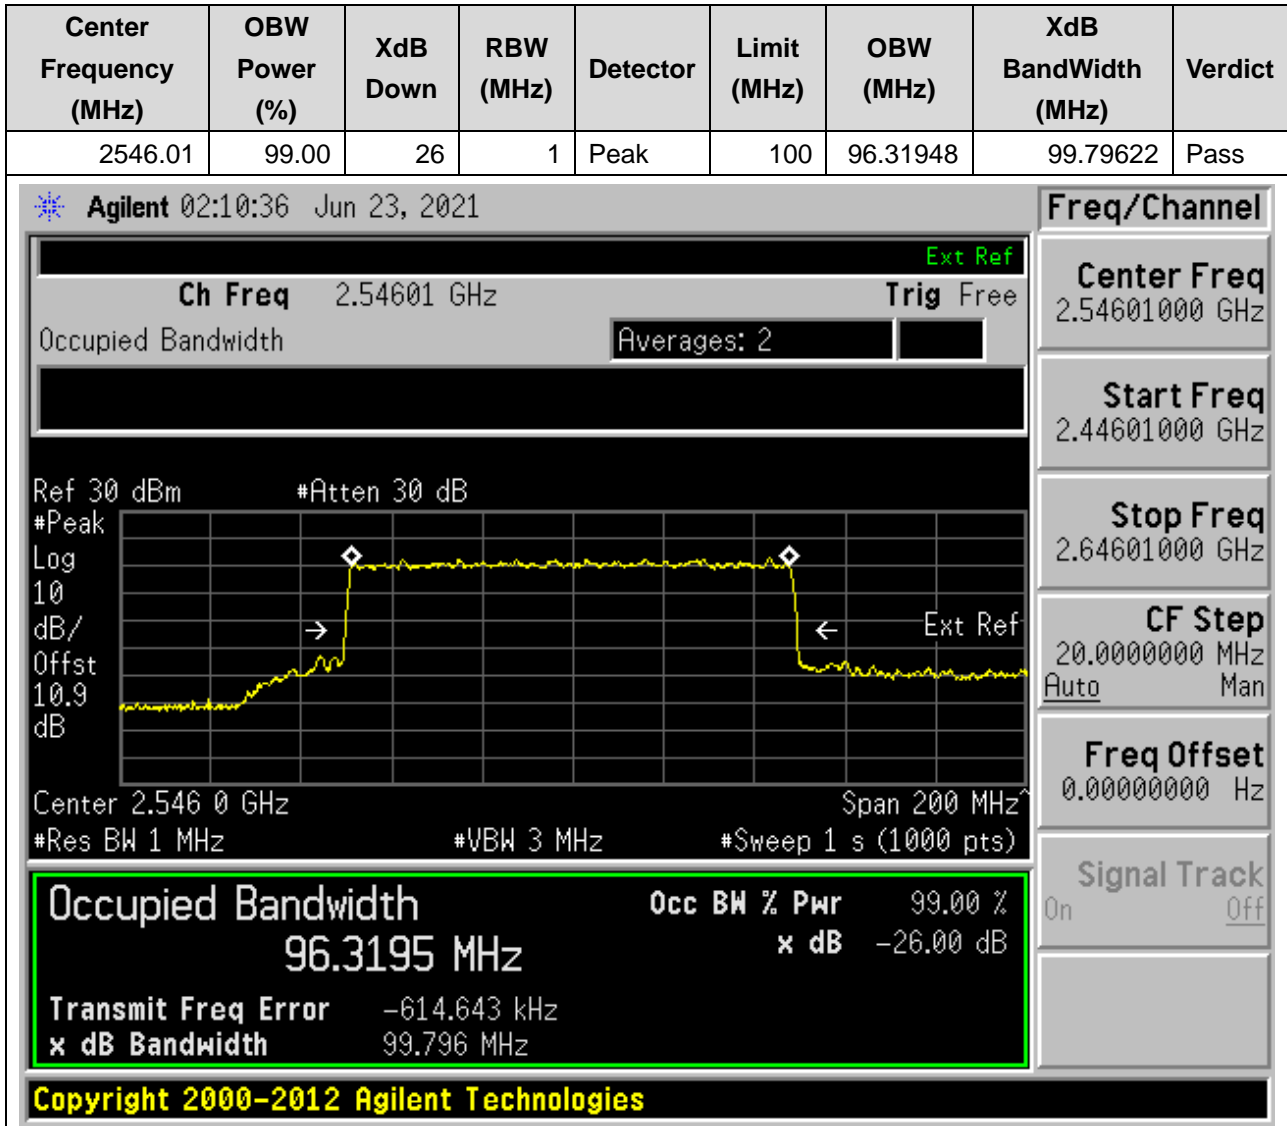 Center Frequency (MHz) OBW Power (%) XdB Down RBW (MHz) Detector Limit (MHz) OBW (MHz) XdB BandWidth (MHz) Verdict
2546.01 99.00 26 1 Peak 100 96.31948 99.79622 Pass
Agilent 02:10:36 Jun 23, 2021
Freq/Channel
Ext Ref
Ch Freq 2.54601 GHz Trig Free
Occupied Bandwidth Averages: 2
Center Freq
2.54601000 GHz
Start Freq
2.44601000 GHz
Stop Freq
2.64601000 GHz
CF Step
20.0000000 MHz
Auto Man
Freq Offset
0.00000000 Hz
Signal Track
On Off
Ref 30 dBm #Atten 30 dB
#Peak
Log
10
dB/
Offst
10.9
dB
Ext Ref
Center 2.546 0 GHz Span 200 MHz^
#Res BW 1 MHz #VBW 3 MHz #Sweep 1 s (1000 pts)
Occupied Bandwidth
96.3195 MHz
Occ BW % Pwr 99.00 %
x dB -26.00 dB
Transmit Freq Error -614.643 kHz
x dB Bandwidth 99.796 MHz
Copyright 2000-2012 Agilent Technologies